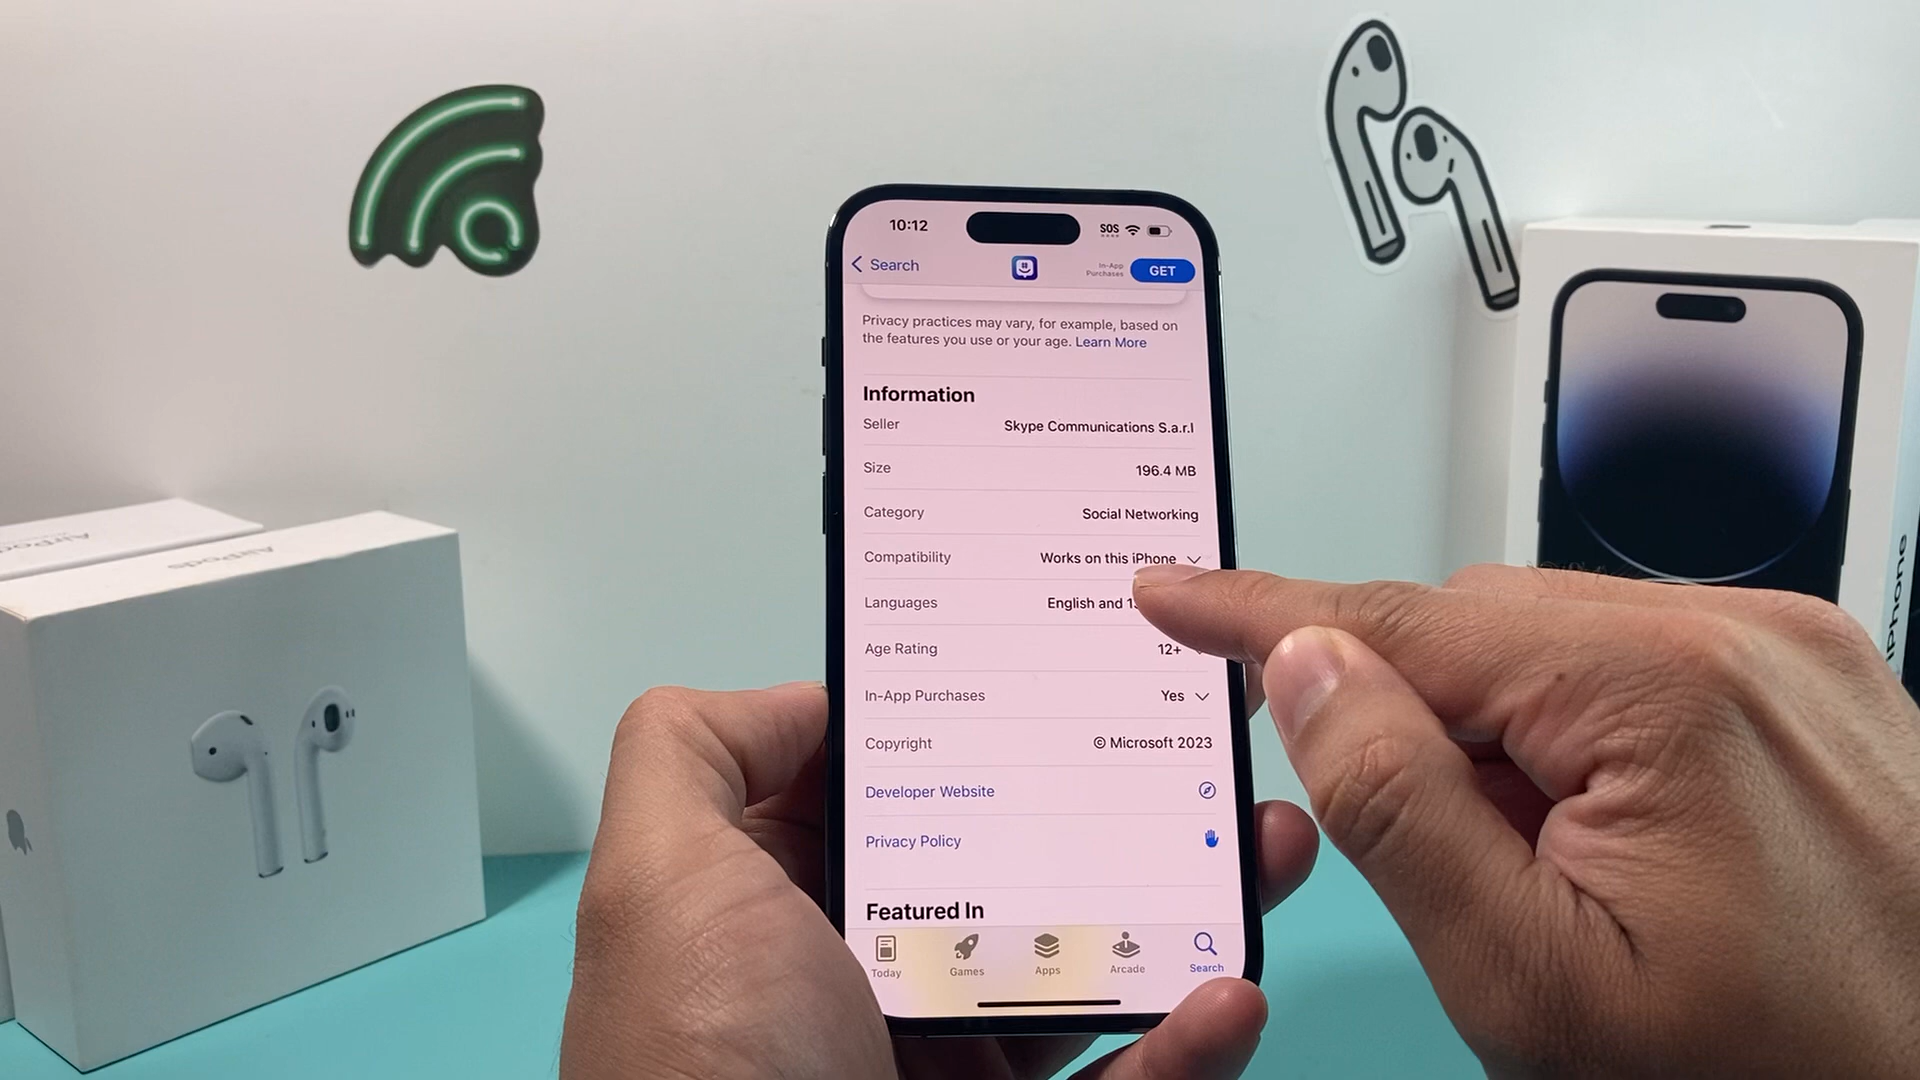 10:12
SOS
Search
In-App
Purchases
GET
Privacy practices may vary, for example, based on
the features you use or your age. Learn More
Information
Seller Skype Communications S.a.r.l
Size 196.4 MB
Category Social Networking
Compatibility Works on this iPhone
Languages English and
Age Rating 12+
In-App Purchases Yes
Copyright © Microsoft 2023
Developer Website
Privacy Policy
Featured In
Today Games Apps Arcade Search
AirPods
iPhone